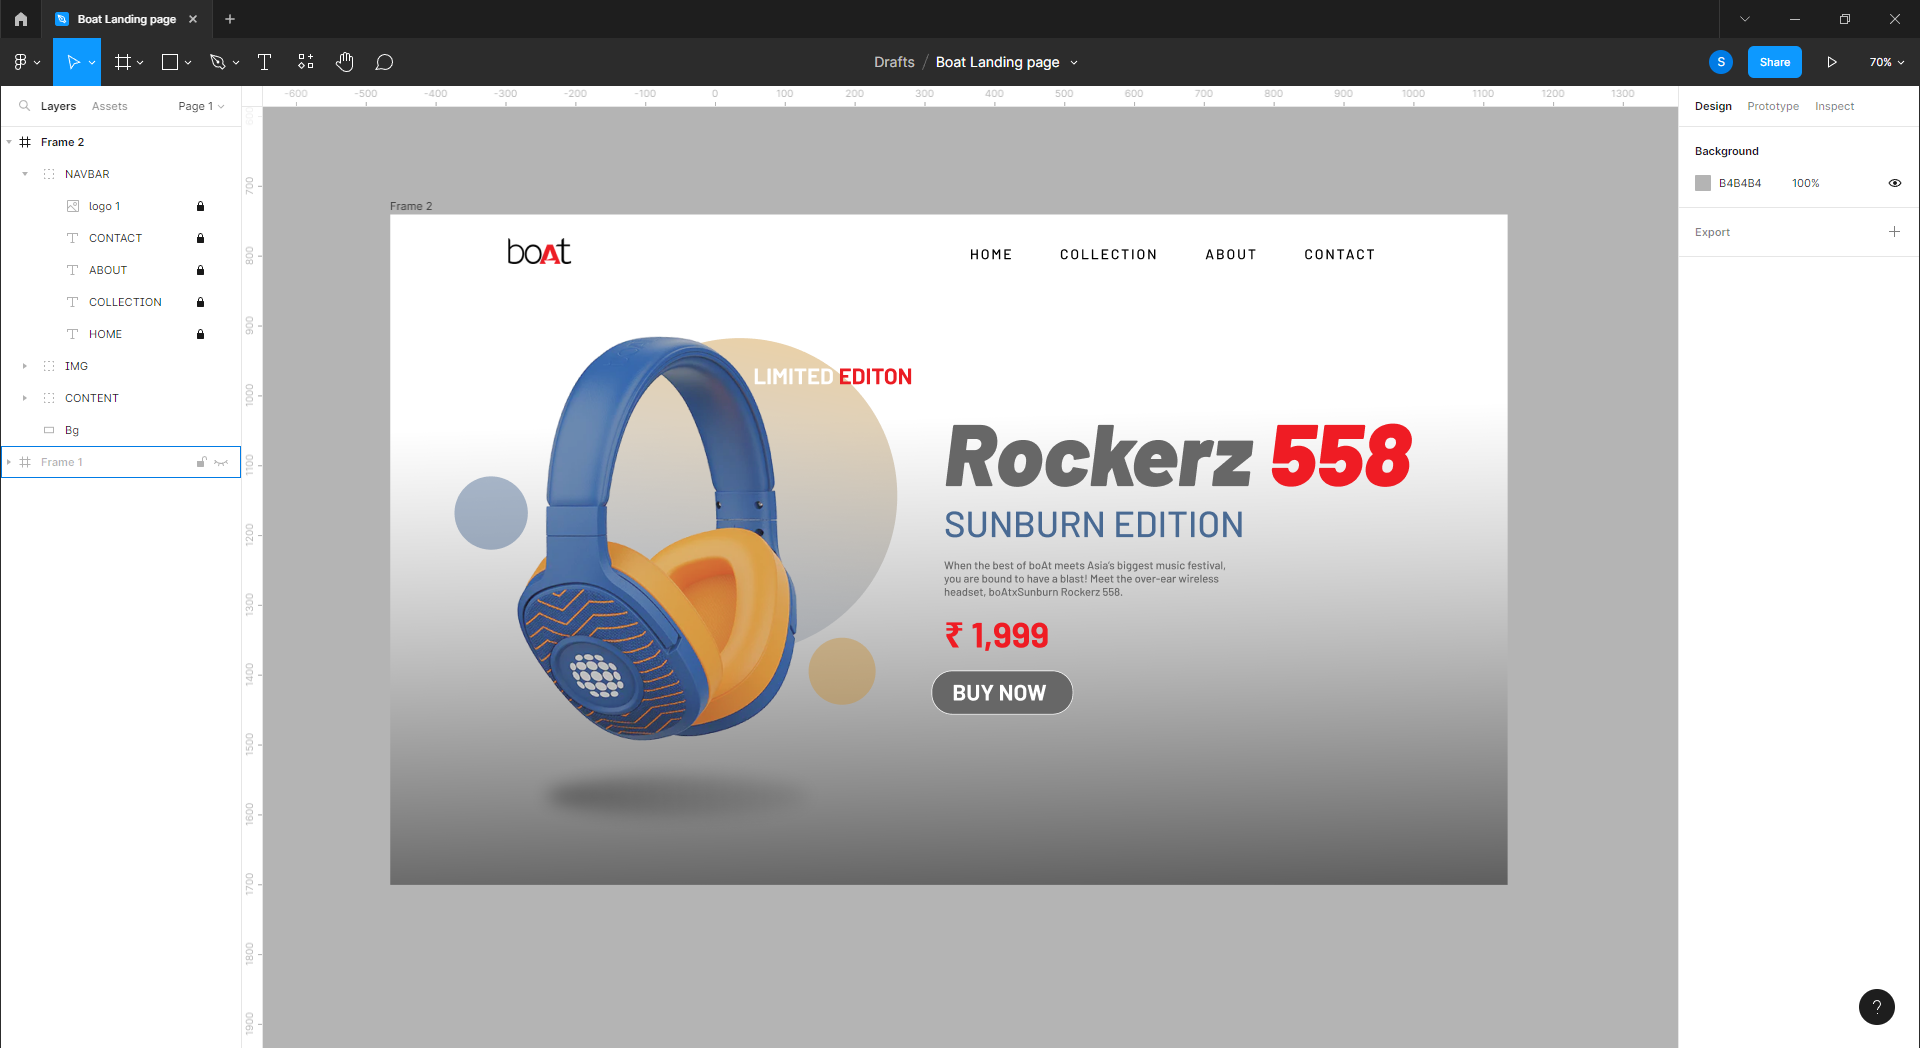 Boat Landing page
Drafts / Boat Landing page
S
Share
70%
Layers Assets Page 1
Frame 2
NAVBAR
logo 1
CONTACT
ABOUT
COLLECTION
HOME
IMG
CONTENT
Bg
Frame 1
-600 -500 -400 -300 -200 -100 0 100 200 300 400 500 600 700 800 900 1000 1100 1200 1300
600
700
800
900
1000
1100
1200
1300
1400
1500
1600
1700
1800
1900
Frame 2
boAt
HOME COLLECTION ABOUT CONTACT
LIMITED EDITON
Rockerz 558
SUNBURN EDITION
When the best of boAt meets Asia's biggest music festival,
you are bound to have a blast! Meet the over-ear wireless
headset, boAtxSunburn Rockerz 558.
₹ 1,999
BUY NOW
Design Prototype Inspect
Background
B4B4B4 100%
Export
?